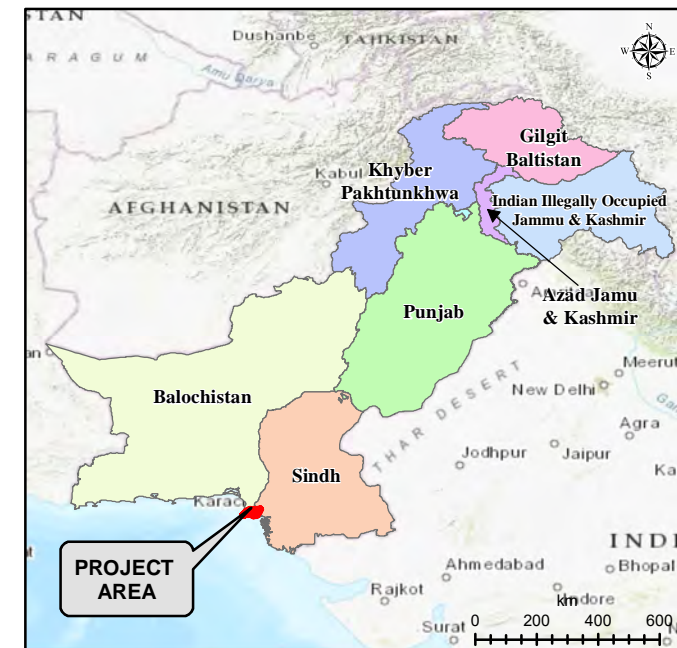 STAN
Dushanbe
TAJIKISTAN
N
W
E
S
ARAGUM
Amu Darya
Gilgit
Baltistan
Khyber
Pakhtunkhwa
Kabul
Indian Illegally Occupied
Jammu & Kashmir
AFGHANISTAN
Azad Jamu
& Kashmir
Punjab
Meerut
New Delhi
Balochistan
THAR DESERT
Agra
Jodhpur
Jaipur
Ka
Sindh
Karac
INDI
PROJECT
AREA
Ahmedabad
Bhopal
Rajkot
Indore
km
Surat
0 200 400 600